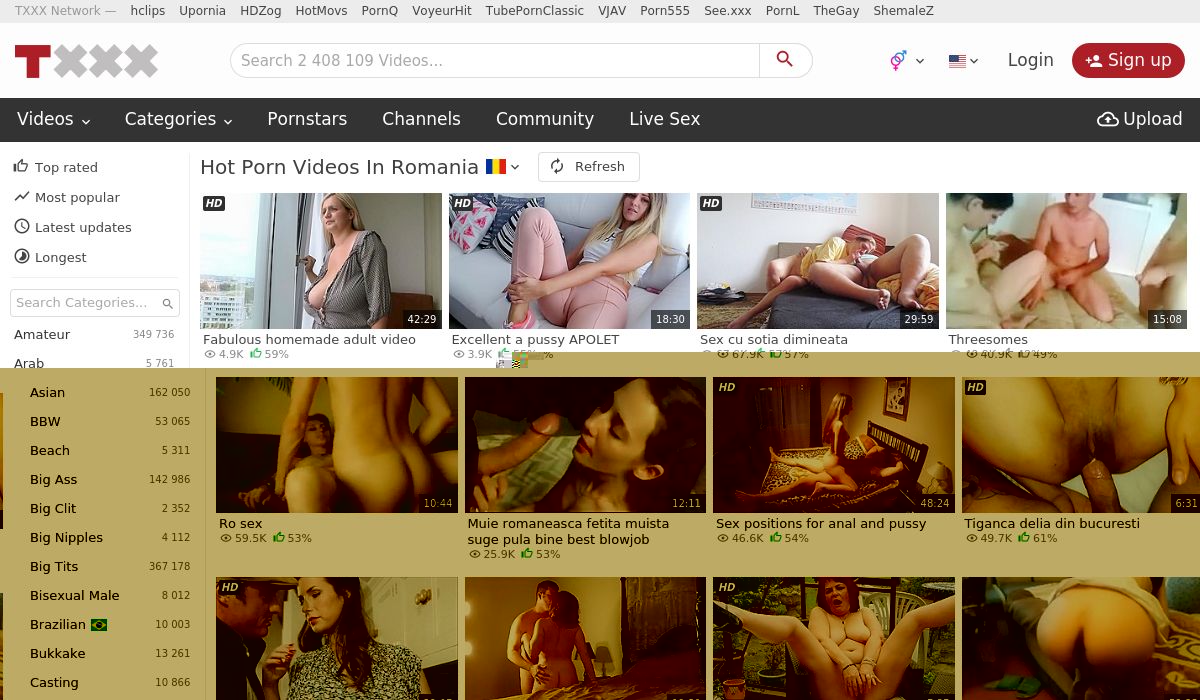 TXXX Network — hclips Upornia HDZog HotMovs PornQ VoyeurHit TubePornClassic VJAV Porn555 See.xxx PornL TheGay ShemaleZ
TXXX
Search 2 408 109 Videos...
Login
Sign up
Videos Categories Pornstars Channels Community Live Sex Upload
Top rated
Most popular
Latest updates
Longest
Search Categories...
Amateur 349 736
Arab 5 761
Asian 162 050
BBW 53 065
Beach 5 311
Big Ass 142 986
Big Clit 2 352
Big Nipples 4 112
Big Tits 367 178
Bisexual Male 8 012
Brazilian 10 003
Bukkake 13 261
Casting 10 866
Hot Porn Videos In Romania
Refresh
HD
42:29
Fabulous homemade adult video
4.9K 59%
HD
18:30
Excellent a pussy APOLET
3.9K
HD
29:59
Sex cu sotia dimineata
67.9K 57%
15:08
Threesomes
40.9K 49%
10:44
Ro sex
59.5K 53%
12:11
Muie romaneasca fetita muista
suge pula bine best blowjob
25.9K 53%
HD
48:24
Sex positions for anal and pussy
46.6K 54%
HD
6:31
Tiganca delia din bucuresti
49.7K 61%
HD
HD